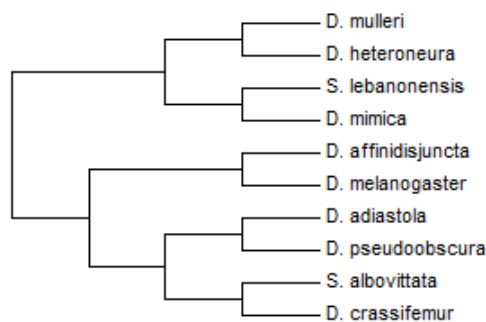 D. mulleri
D. heteroneura
S. lebanonensis
D. mimica
D. affinidisjuncta
D. melanogaster
D. adiastola
D. pseudoobscura
S. albovittata
D. crassifemur